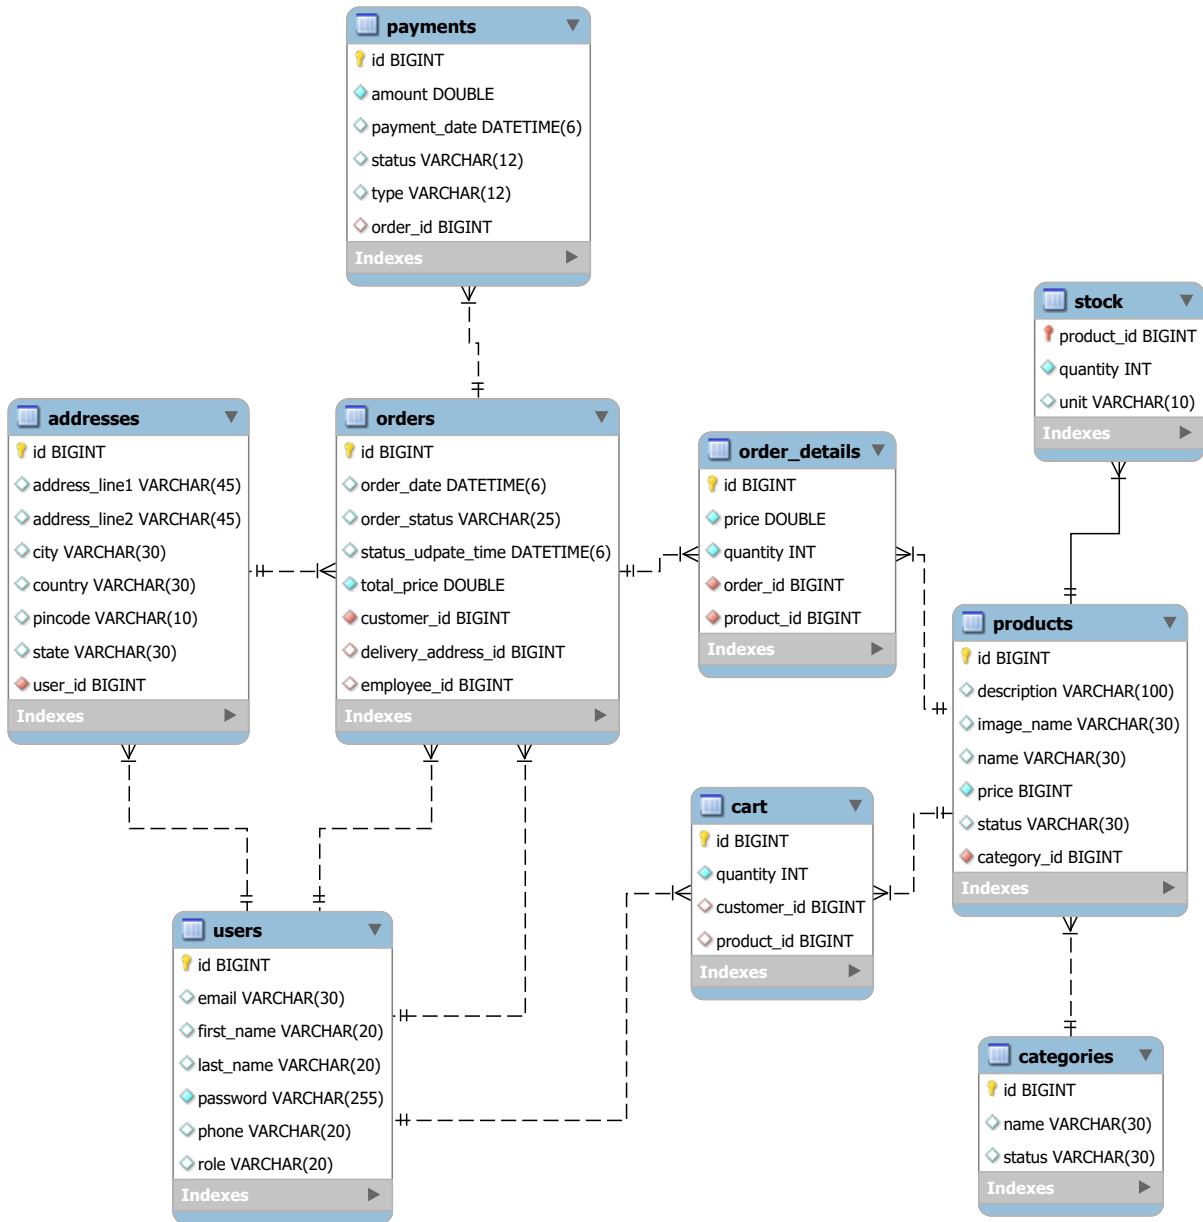 payments
id BIGINT
amount DOUBLE
payment_date DATETIME(6)
status VARCHAR(12)
type VARCHAR(12)
order_id BIGINT
Indexes
stock
product_id BIGINT
quantity INT
unit VARCHAR(10)
Indexes
addresses
id BIGINT
address_line1 VARCHAR(45)
address_line2 VARCHAR(45)
city VARCHAR(30)
country VARCHAR(30)
pincode VARCHAR(10)
state VARCHAR(30)
user_id BIGINT
Indexes
orders
id BIGINT
order_date DATETIME(6)
order_status VARCHAR(25)
status_udpate_time DATETIME(6)
total_price DOUBLE
customer_id BIGINT
delivery_address_id BIGINT
employee_id BIGINT
Indexes
order_details
id BIGINT
price DOUBLE
quantity INT
order_id BIGINT
product_id BIGINT
Indexes
products
id BIGINT
description VARCHAR(100)
image_name VARCHAR(30)
name VARCHAR(30)
price BIGINT
status VARCHAR(30)
category_id BIGINT
Indexes
cart
id BIGINT
quantity INT
customer_id BIGINT
product_id BIGINT
Indexes
users
id BIGINT
email VARCHAR(30)
first_name VARCHAR(20)
last_name VARCHAR(20)
password VARCHAR(255)
phone VARCHAR(20)
role VARCHAR(20)
Indexes
categories
id BIGINT
name VARCHAR(30)
status VARCHAR(30)
Indexes